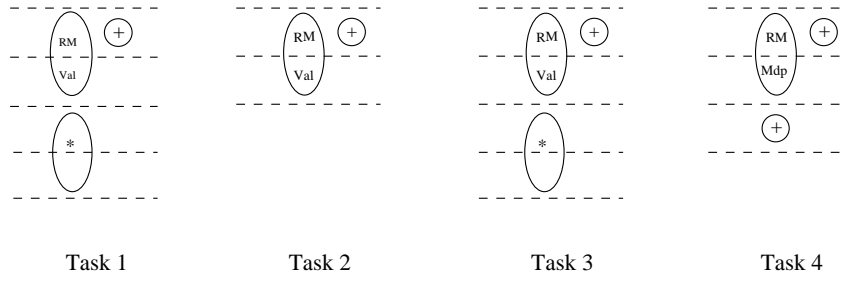 RM + RM + RM + RM +
Val Val Val Mdp
* * +
Task 1 Task 2 Task 3 Task 4